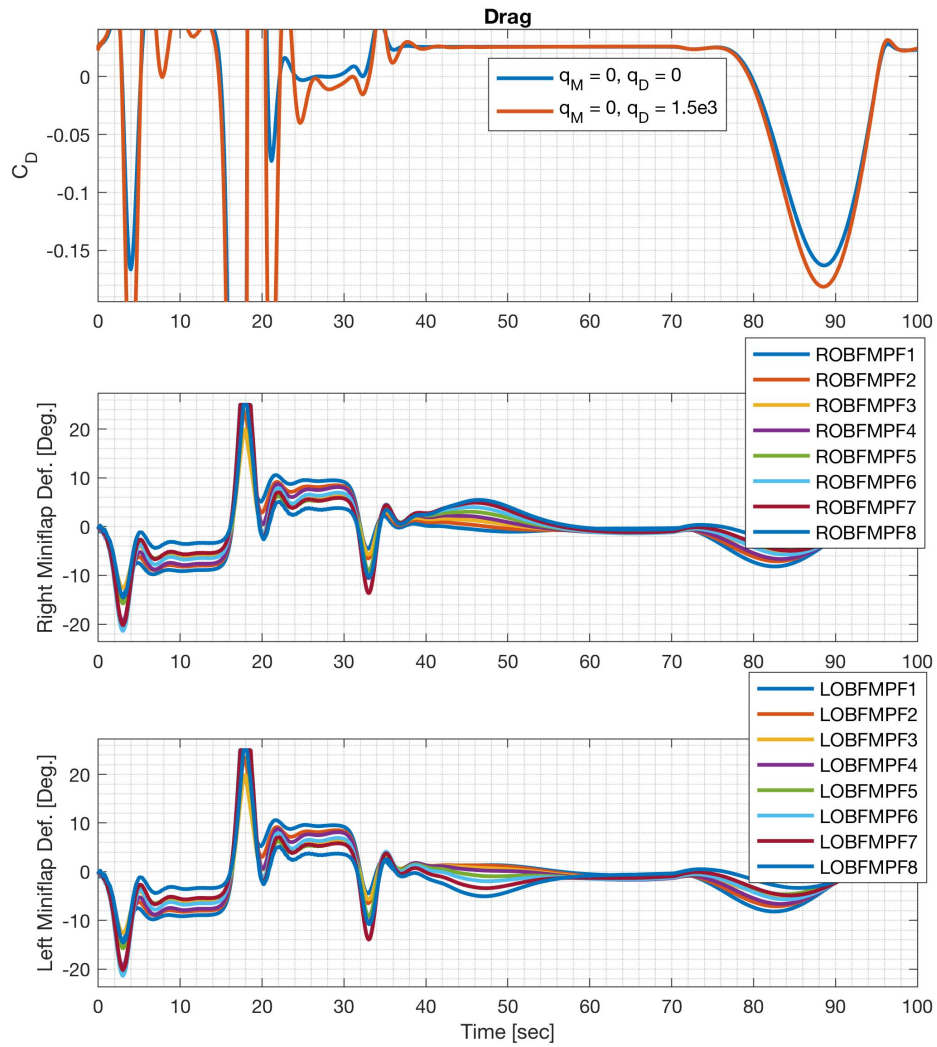 Drag
0
-0.05
-0.1
-0.15
C_D
q_M = 0, q_D = 0
q_M = 0, q_D = 1.5e3
0 10 20 30 40 50 60 70 80 90 100
20
10
0
-10
-20
Right Miniflap Def. [Deg.]
ROBFMPF1
ROBFMPF2
ROBFMPF3
ROBFMPF4
ROBFMPF5
ROBFMPF6
ROBFMPF7
ROBFMPF8
0 10 20 30 40 50 60 70 80 90 100
20
10
0
-10
-20
Left Miniflap Def. [Deg.]
LOBFMPF1
LOBFMPF2
LOBFMPF3
LOBFMPF4
LOBFMPF5
LOBFMPF6
LOBFMPF7
LOBFMPF8
0 10 20 30 40 50 60 70 80 90 100
Time [sec]